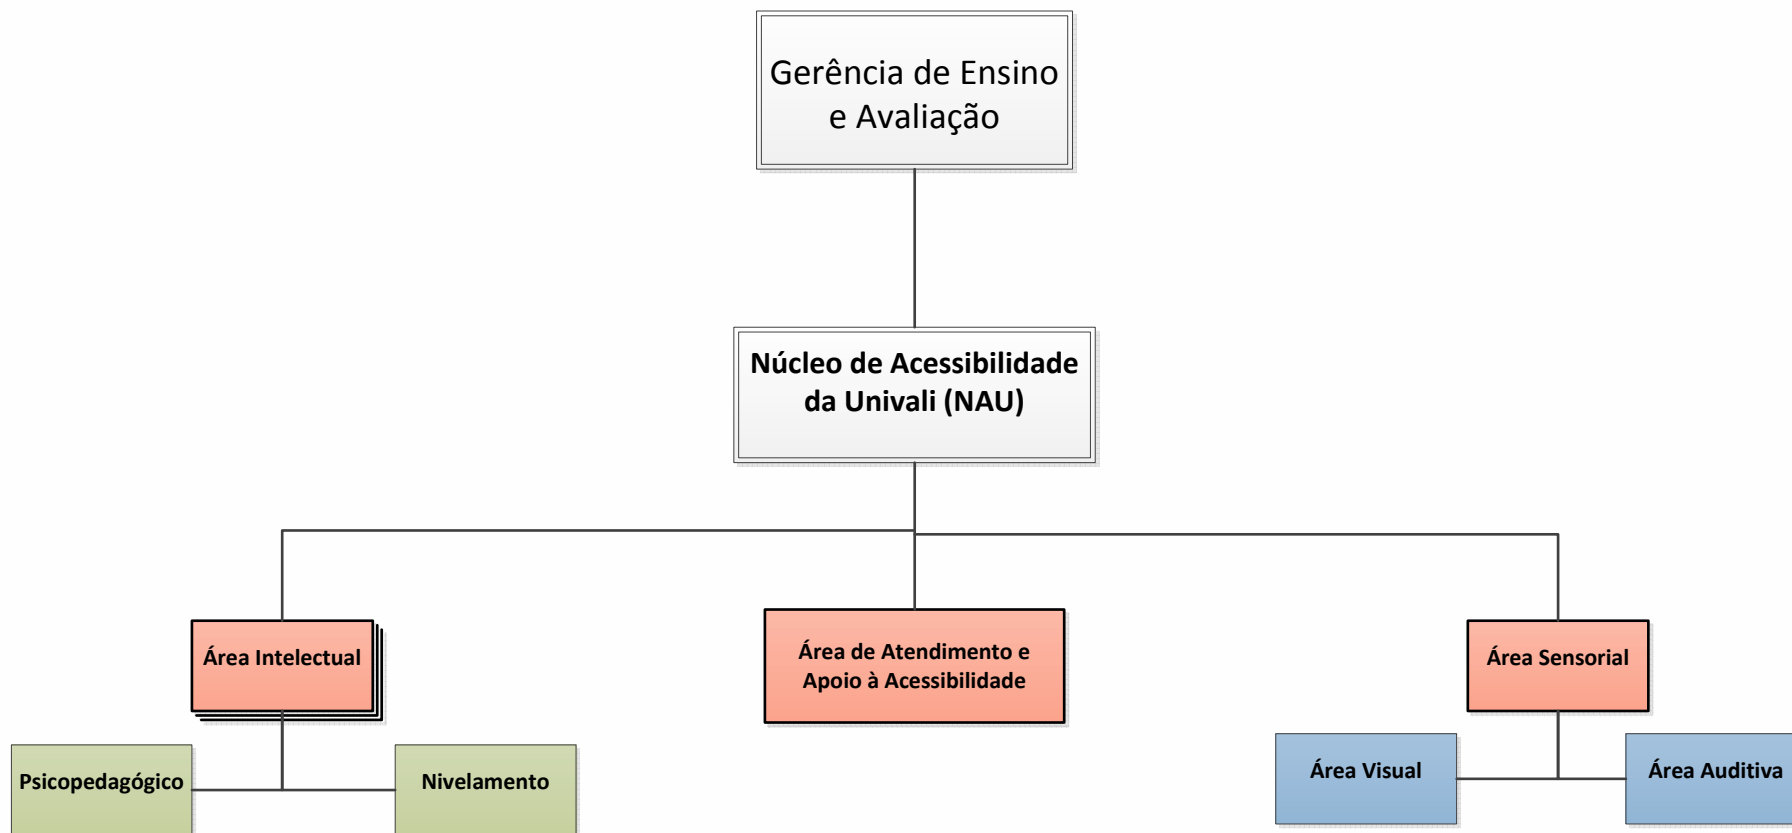 Gerência de Ensino
e Avaliação
Núcleo de Acessibilidade
da Univali (NAU)
Área Intelectual
Área de Atendimento e
Apoio à Acessibilidade
Área Sensorial
Psicopedagógico
Nivelamento
Área Visual
Área Auditiva